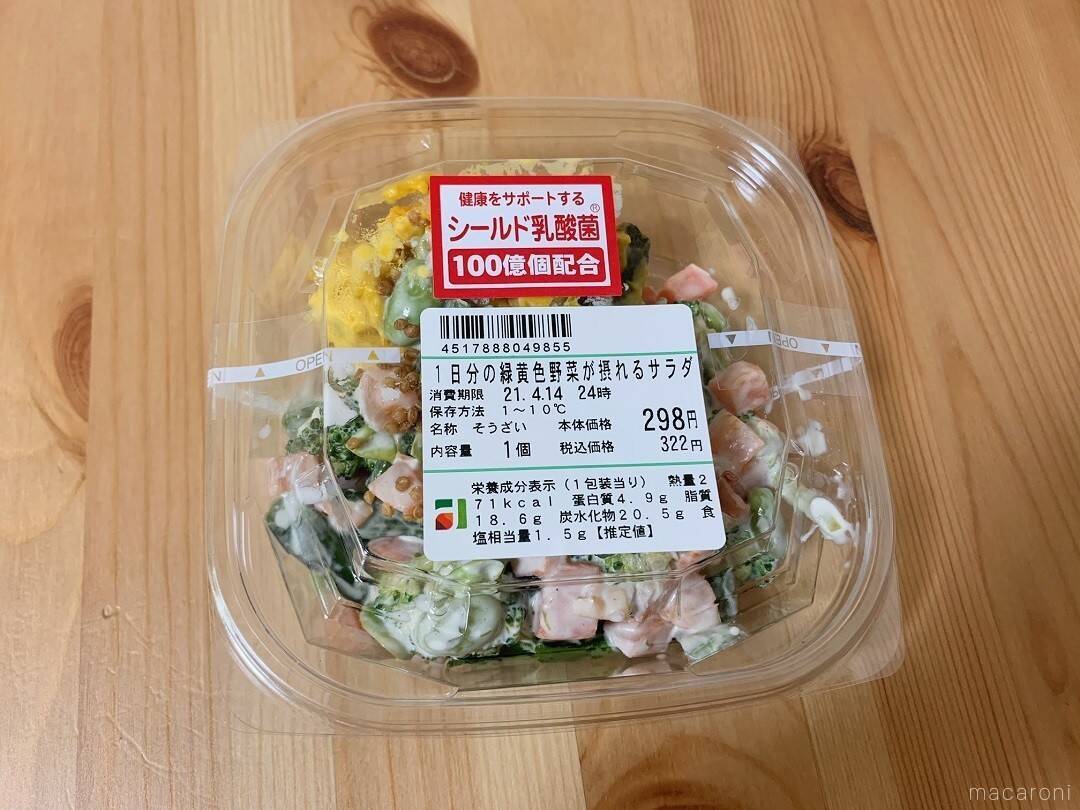 健康をサポートする
シールド乳酸菌®
100億個配合
4517888049855
1日分の緑黄色野菜が摂れるサラダ
消費期限 21.4.14 24時
保存方法 1～10℃
名称 そうざい 本体価格 298円
内容量 1個 税込価格 322円
栄養成分表示(1包装当り) 熱量2
71kcal 蛋白質4.9g 脂質
18.6g 炭水化物20.5g 食
塩相当量1.5g【推定値】
OPEN
OPEN
macaroni